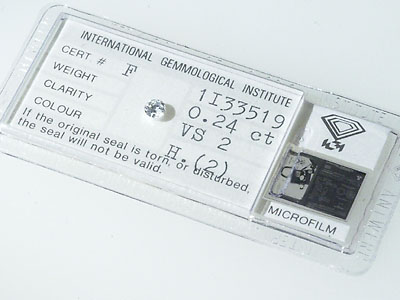 INTERNATIONAL GEMMOLOGICAL INSTITUTE
CERT # F 1I33519
WEIGHT 0.24 ct
CLARITY VS 2
COLOUR H.(2)
If the original seal is torn, or disturbed,
the seal will not be valid.
MICROFILM